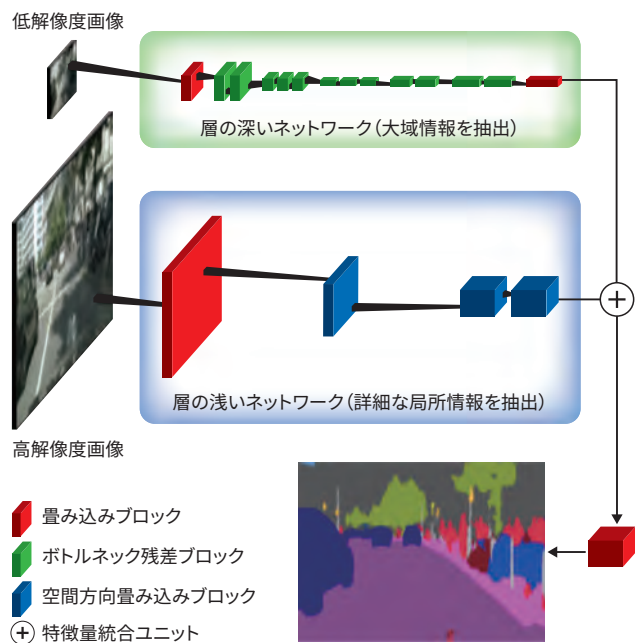 低解像度画像
層の深いネットワーク（大域情報を抽出）
層の浅いネットワーク（詳細な局所情報を抽出）
高解像度画像
畳み込みブロック
ボトルネック残差ブロック
空間方向畳み込みブロック
特徴量統合ユニット